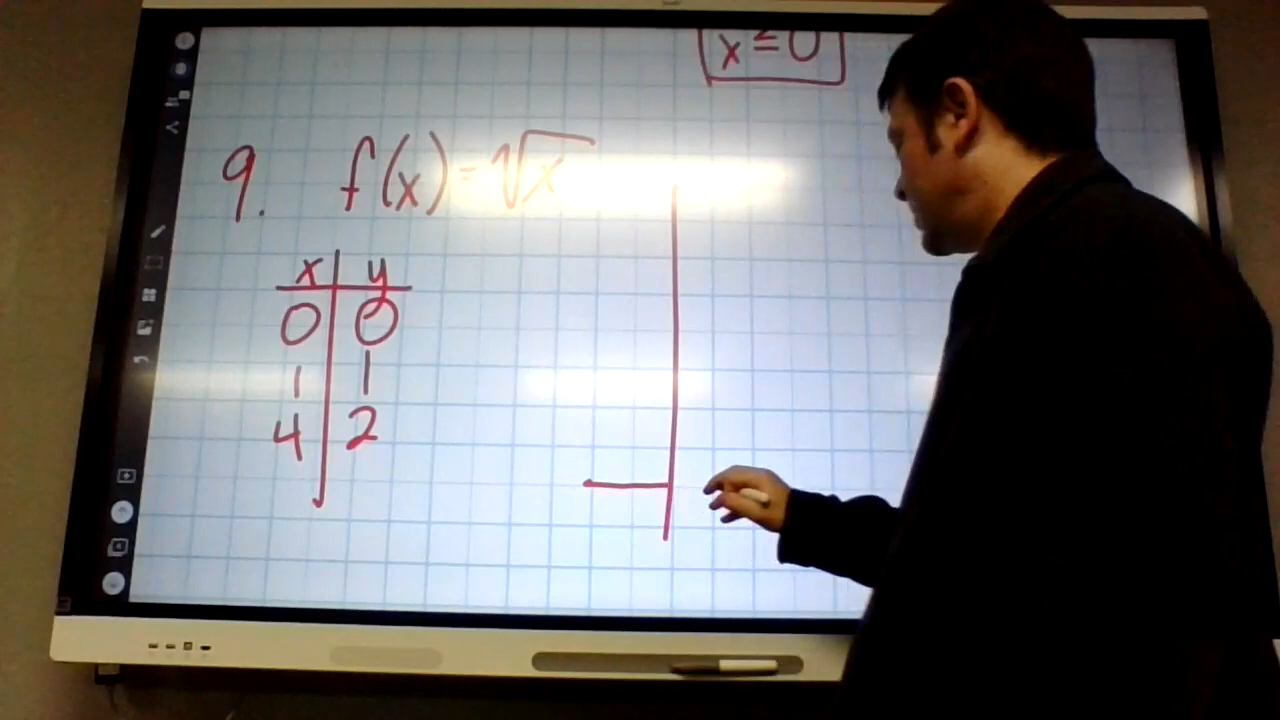 x ≤ 0
9. f(x) = √x
x y
0 0
1 1
4 2